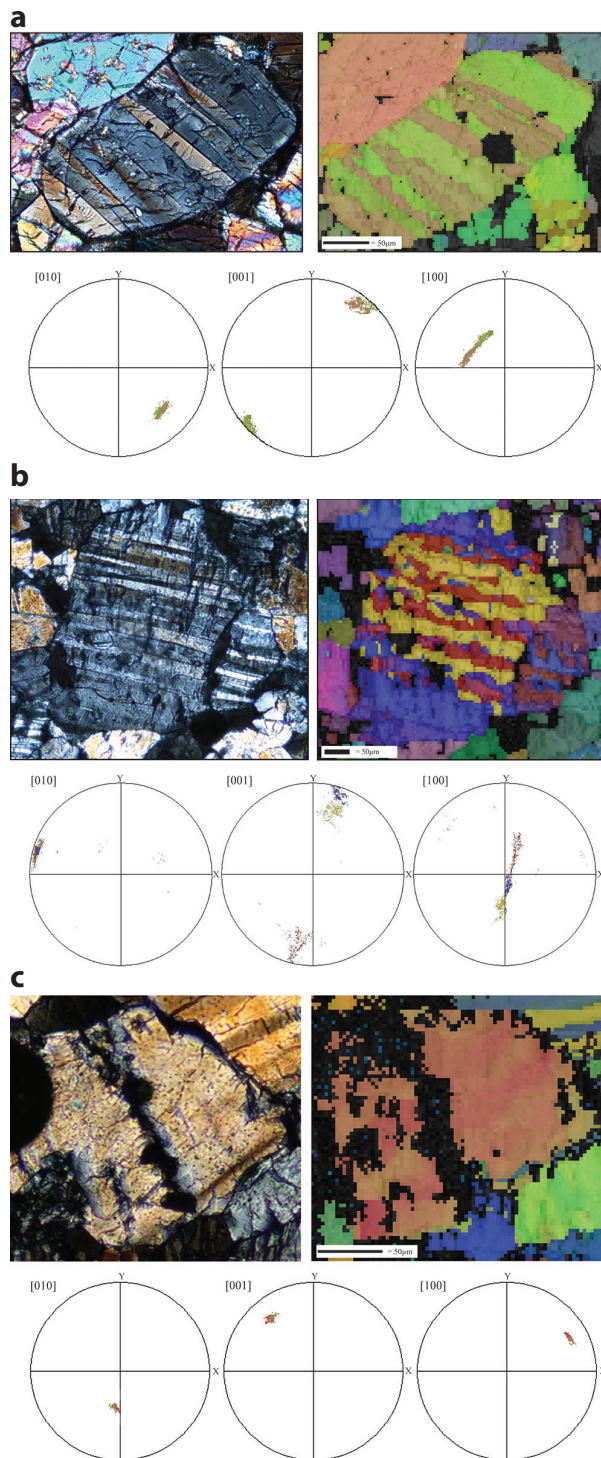 a
= 50µm
[010]
Y
X
[001]
Y
X
[100]
Y
X
b
= 50µm
[010]
Y
X
[001]
Y
X
[100]
Y
X
c
= 50µm
[010]
Y
X
[001]
Y
X
[100]
Y
X